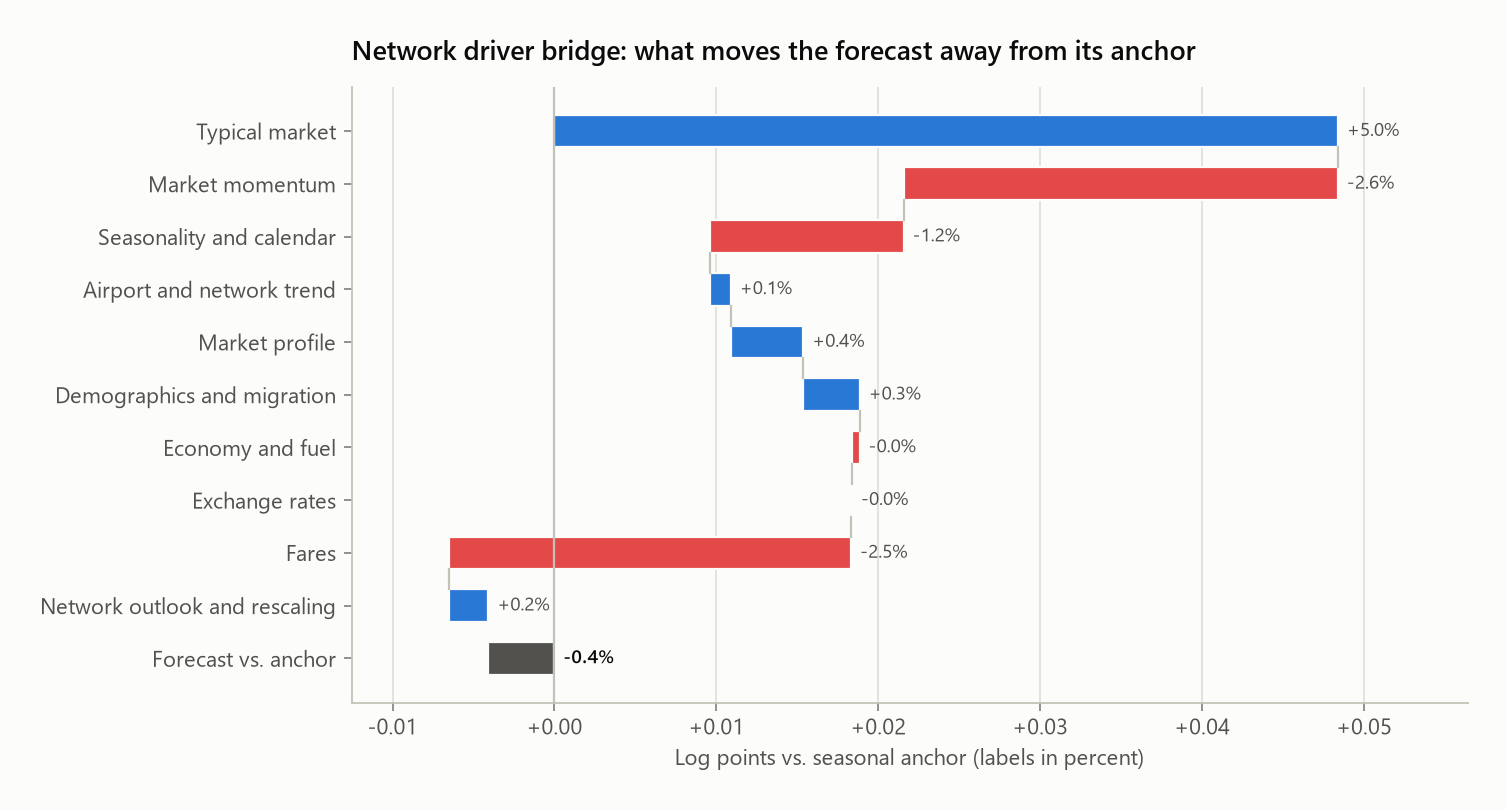 Network driver bridge: what moves the forecast away from its anchor
Typical market +5.0%
Market momentum -2.6%
Seasonality and calendar -1.2%
Airport and network trend +0.1%
Market profile +0.4%
Demographics and migration +0.3%
Economy and fuel -0.0%
Exchange rates -0.0%
Fares -2.5%
Network outlook and rescaling +0.2%
Forecast vs. anchor -0.4%
-0.01 +0.00 +0.01 +0.02 +0.03 +0.04 +0.05
Log points vs. seasonal anchor (labels in percent)